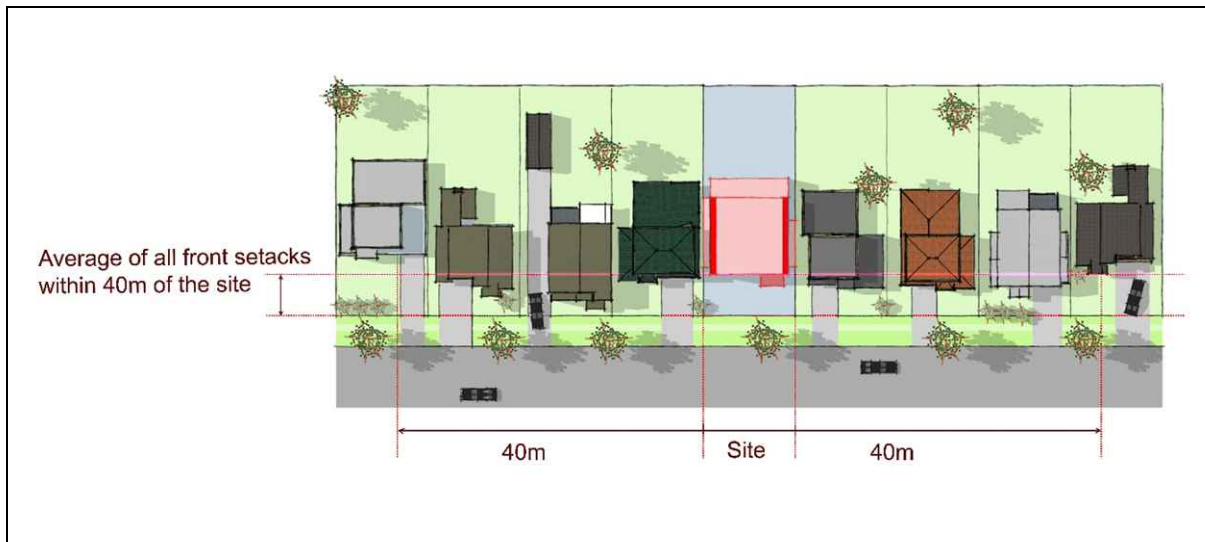 Average of all front setacks
within 40m of the site
40m
Site
40m